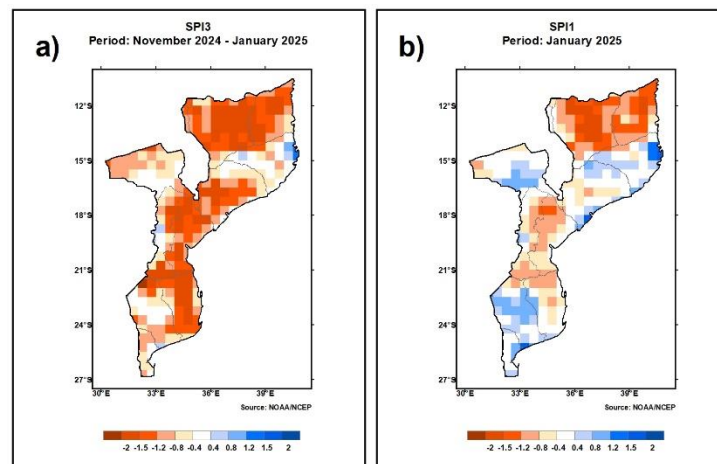 a)
SPI3
Period: November 2024 - January 2025
12°S
15°S
18°S
21°S
24°S
27°S
30°E
33°E
36°E
39°E
Source: NOAA/NCEP
-2 -1.5 -1.2 -0.8 -0.4 0.4 0.8 1.2 1.5 2
b)
SPI1
Period: January 2025
12°S
15°S
18°S
21°S
24°S
27°S
30°E
33°E
36°E
39°E
Source: NOAA/NCEP
-2 -1.5 -1.2 -0.8 -0.4 0.4 0.8 1.2 1.5 2